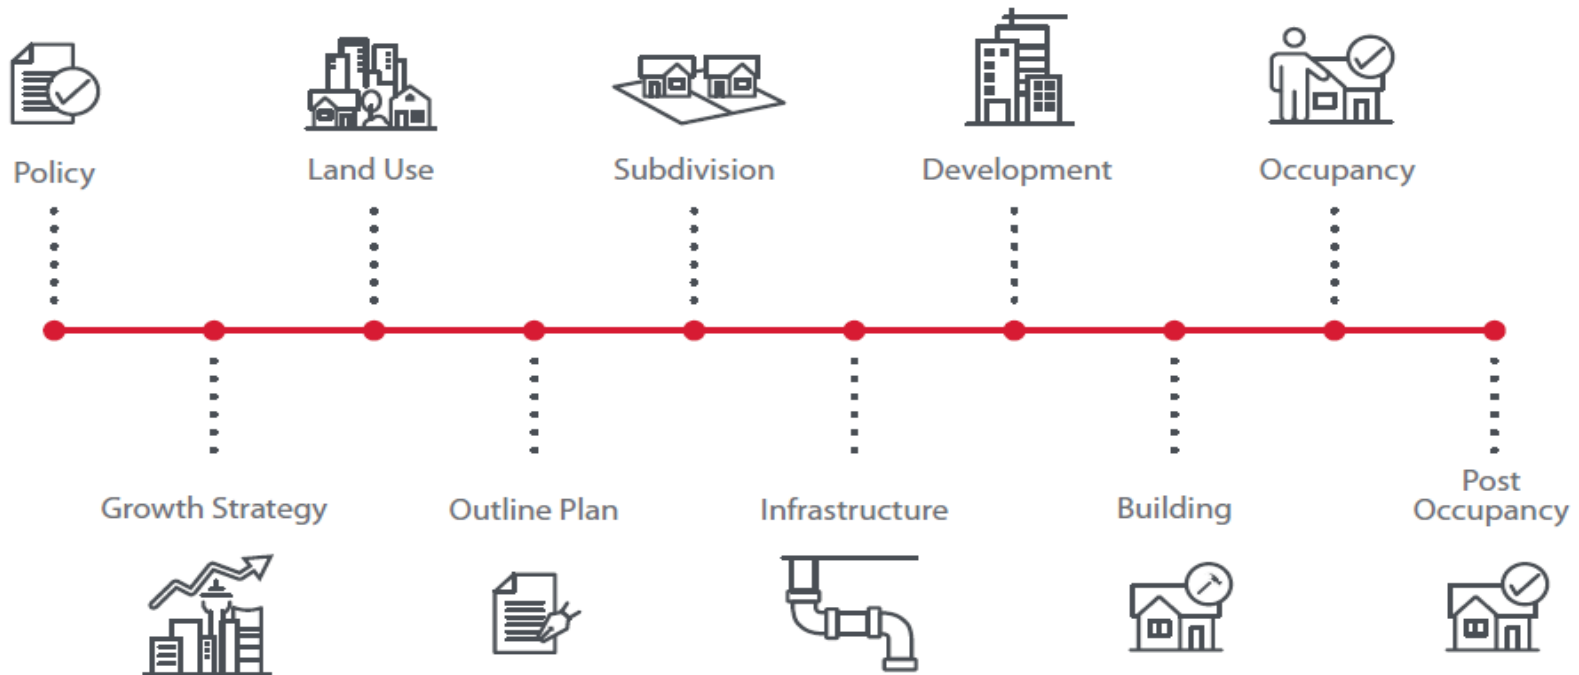 Policy
Land Use
Subdivision
Development
Occupancy
Growth Strategy
Outline Plan
Infrastructure
Building
Post
Occupancy